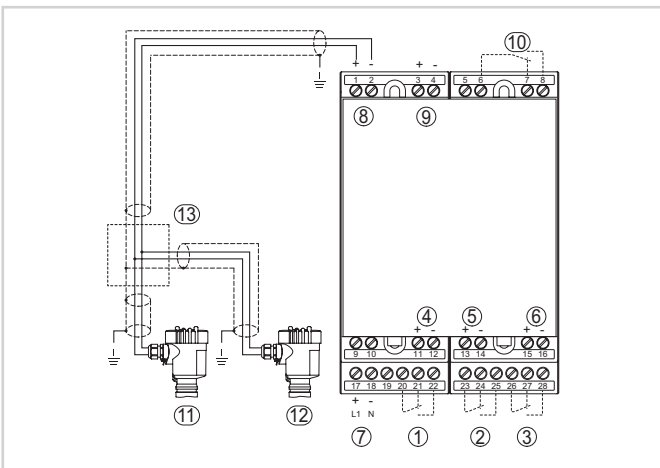 ⑩
+ - + -
1 2 3 4 5 6 7 8
⑧ ⑨
⑬
④ ⑤ ⑥
+ - + - + -
9 10 11 12 13 14 15 16
17 18 19 20 21 22 23 24 25 26 27 28
+ -
L1 N
⑦ ① ② ③
⑪ ⑫